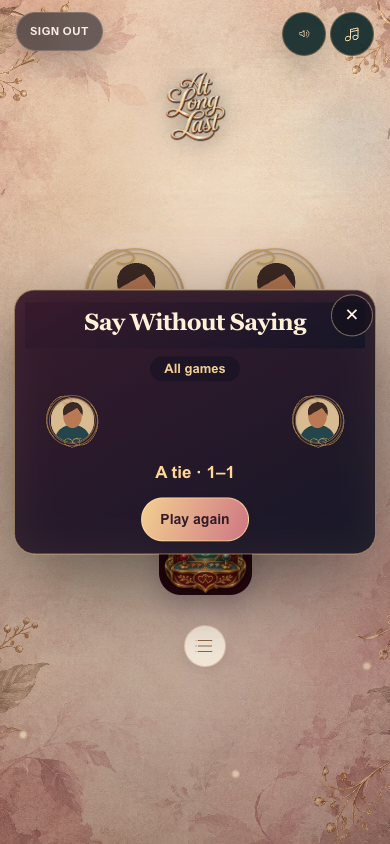 SIGN OUT
At
Long
Last
Say Without Saying
All games
A tie · 1–1
Play again